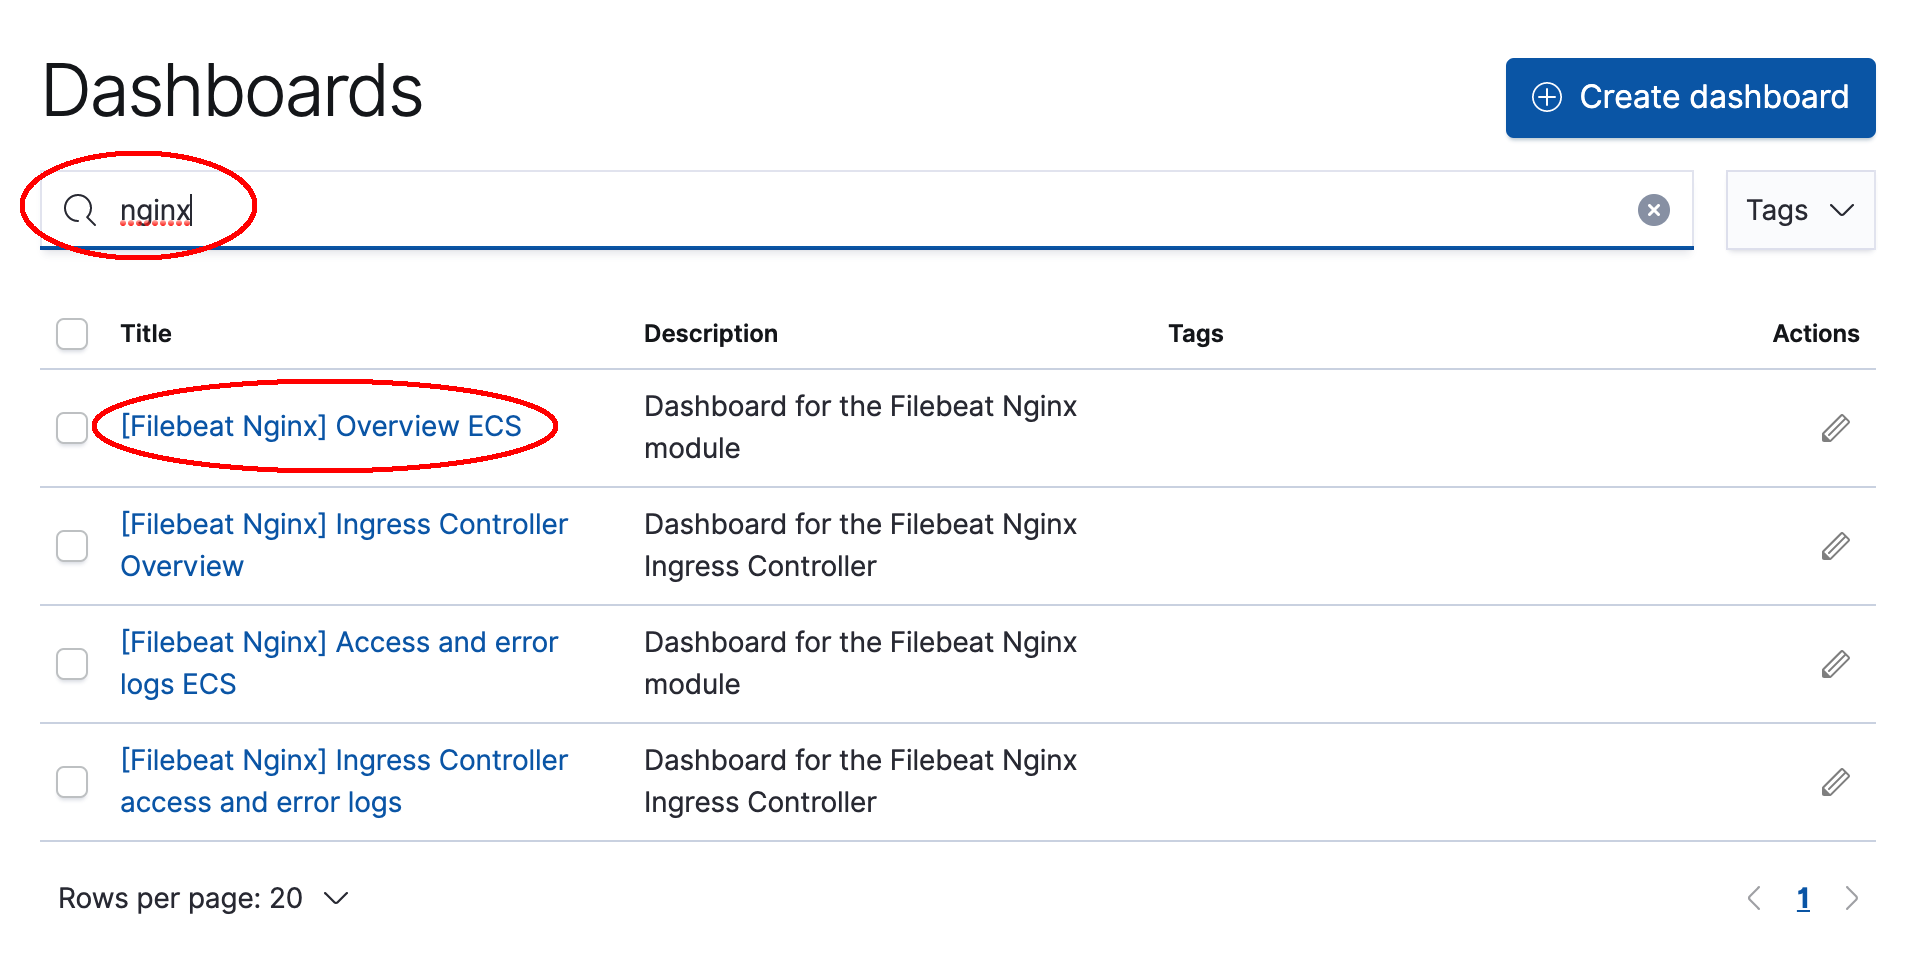 Dashboards
Create dashboard
nginx
Tags
Title Description Tags Actions
[Filebeat Nginx] Overview ECS
Dashboard for the Filebeat Nginx
module
[Filebeat Nginx] Ingress Controller
Overview
Dashboard for the Filebeat Nginx
Ingress Controller
[Filebeat Nginx] Access and error
logs ECS
Dashboard for the Filebeat Nginx
module
[Filebeat Nginx] Ingress Controller
access and error logs
Dashboard for the Filebeat Nginx
Ingress Controller
Rows per page: 20
1